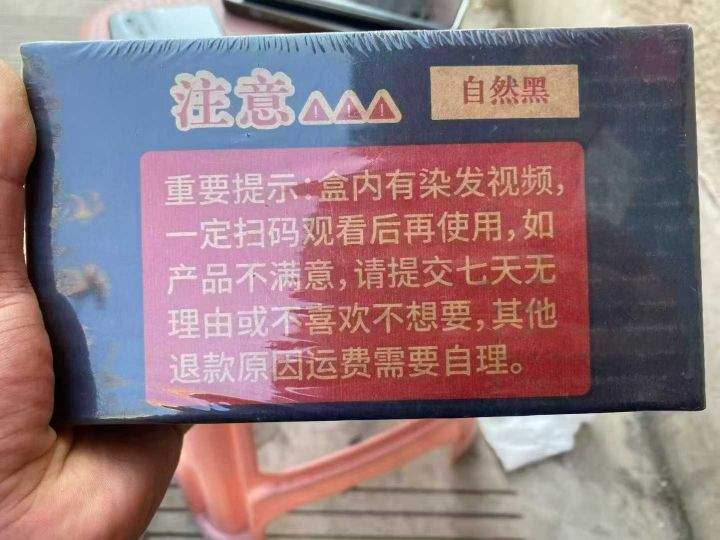 注意
自然黑
重要提示:盒内有染发视频,
一定扫码观看后再使用,如
产品不满意,请提交七天无
理由或不喜欢不想要,其他
退款原因运费需要自理。